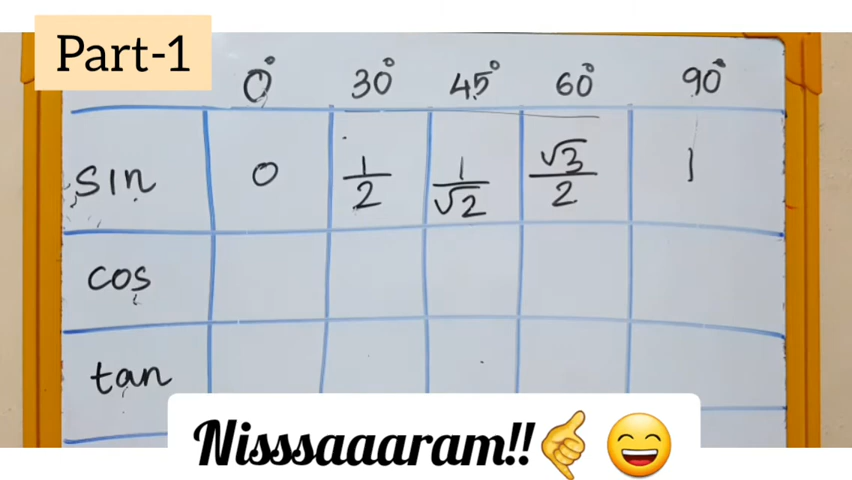 Part-1
0° 30° 45° 60° 90°
sin 0 1/2 1/√2 √3/2 1
cos
tan
Nisssaaaram!!🤙😄